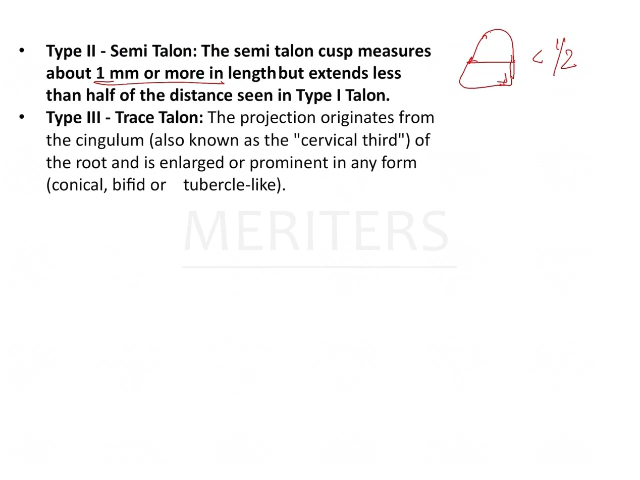 • Type II - Semi Talon: The semi talon cusp measures
about 1 mm or more in length but extends less
than half of the distance seen in Type I Talon.
< 1/2
• Type III - Trace Talon: The projection originates from
the cingulum (also known as the "cervical third") of
the root and is enlarged or prominent in any form
(conical, bifid or tubercle-like).
MERITERS